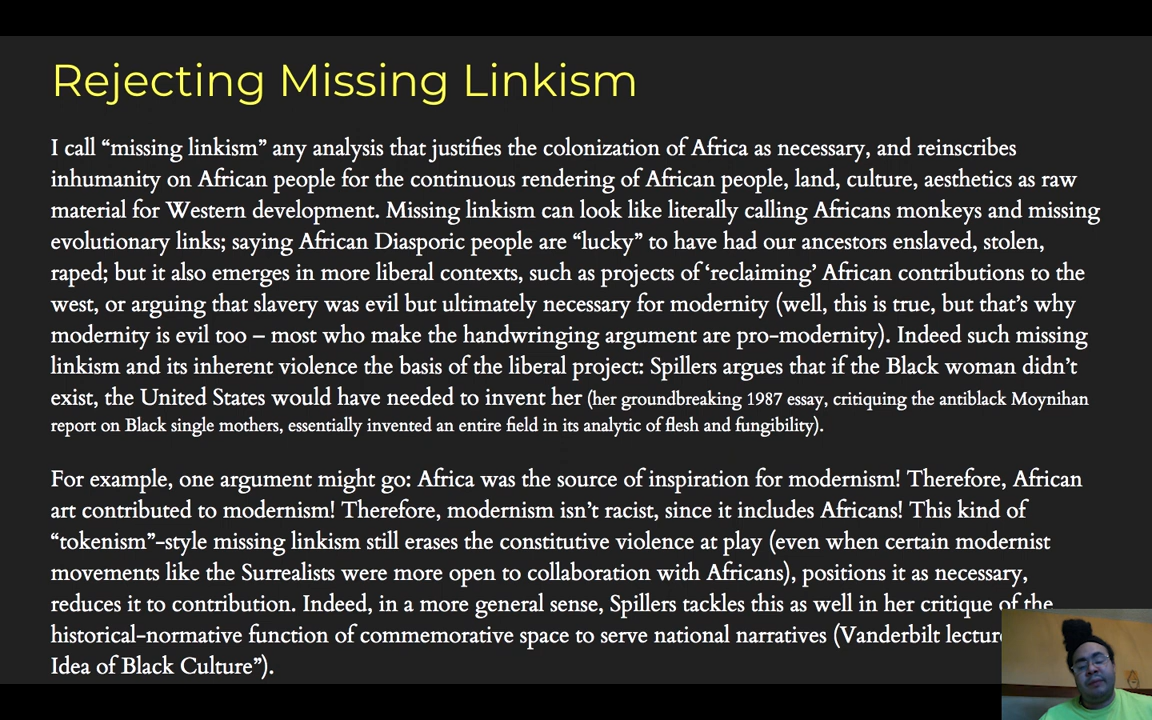 Rejecting Missing Linkism
I call “missing linkism” any analysis that justifies the colonization of Africa as necessary, and reinscribes
inhumanity on African people for the continuous rendering of African people, land, culture, aesthetics as raw
material for Western development. Missing linkism can look like literally calling Africans monkeys and missing
evolutionary links; saying African Diasporic people are “lucky” to have had our ancestors enslaved, stolen,
raped; but it also emerges in more liberal contexts, such as projects of ‘reclaiming’ African contributions to the
west, or arguing that slavery was evil but ultimately necessary for modernity (well, this is true, but that’s why
modernity is evil too – most who make the handwringing argument are pro-modernity). Indeed such missing
linkism and its inherent violence the basis of the liberal project: Spillers argues that if the Black woman didn’t
exist, the United States would have needed to invent her (her groundbreaking 1987 essay, critiquing the antiblack Moynihan
report on Black single mothers, essentially invented an entire field in its analytic of flesh and fungibility).
For example, one argument might go: Africa was the source of inspiration for modernism! Therefore, African
art contributed to modernism! Therefore, modernism isn’t racist, since it includes Africans! This kind of
“tokenism”-style missing linkism still erases the constitutive violence at play (even when certain modernist
movements like the Surrealists were more open to collaboration with Africans), positions it as necessary,
reduces it to contribution. Indeed, in a more general sense, Spillers tackles this as well in her critique of the
historical-normative function of commemorative space to serve national narratives (Vanderbilt lecture
Idea of Black Culture”).